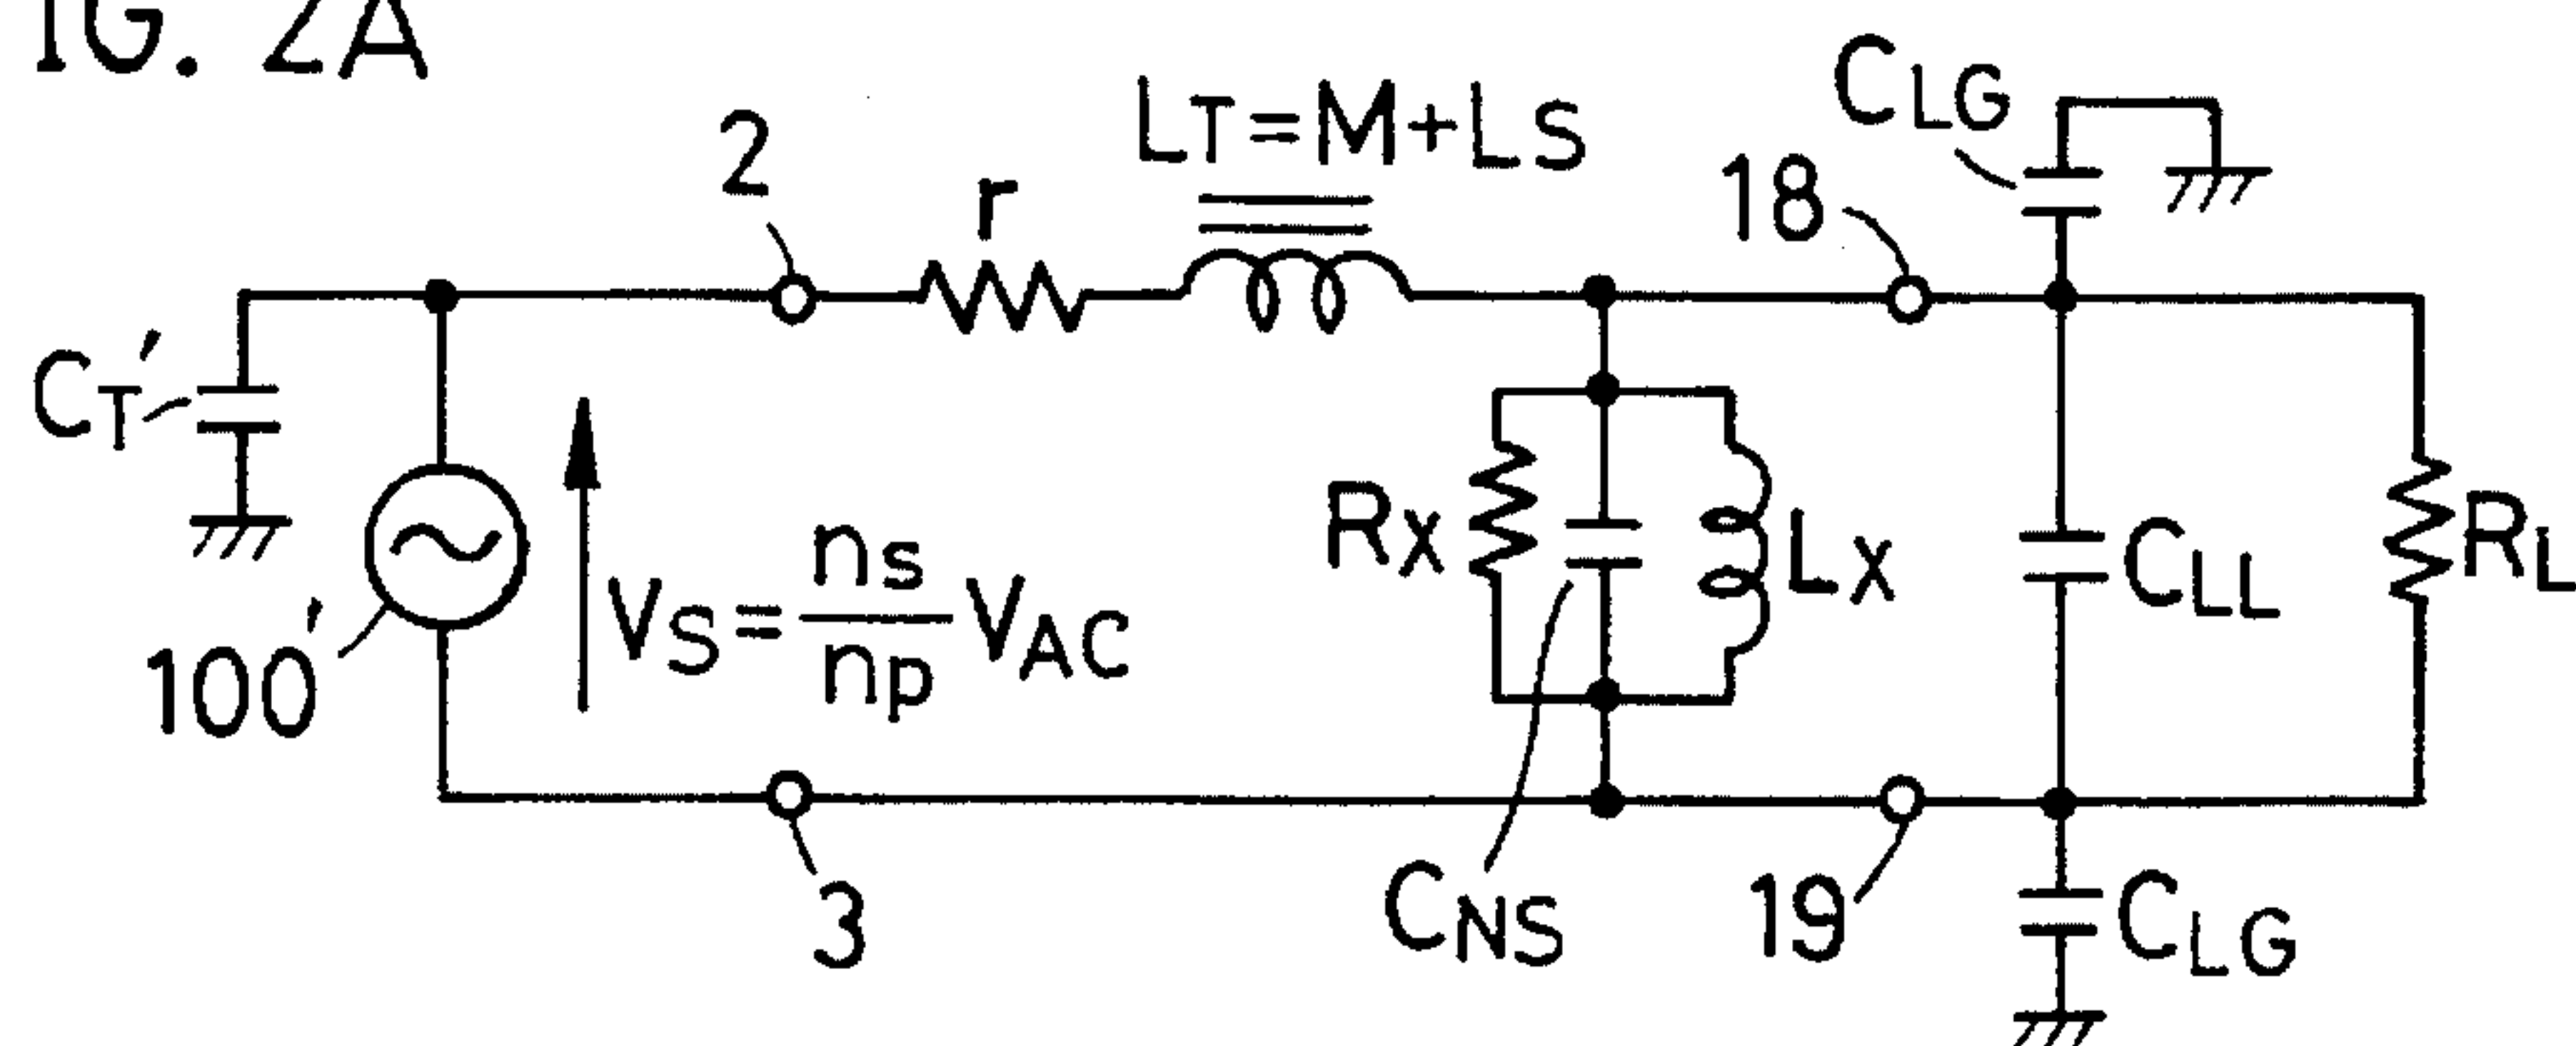 IG. 2A
2
r
LT=M+LS
18
CLG
CT'
100'
VS=ns/np VAC
RX
LX
CLL
RL
3
CNS
19
CLG